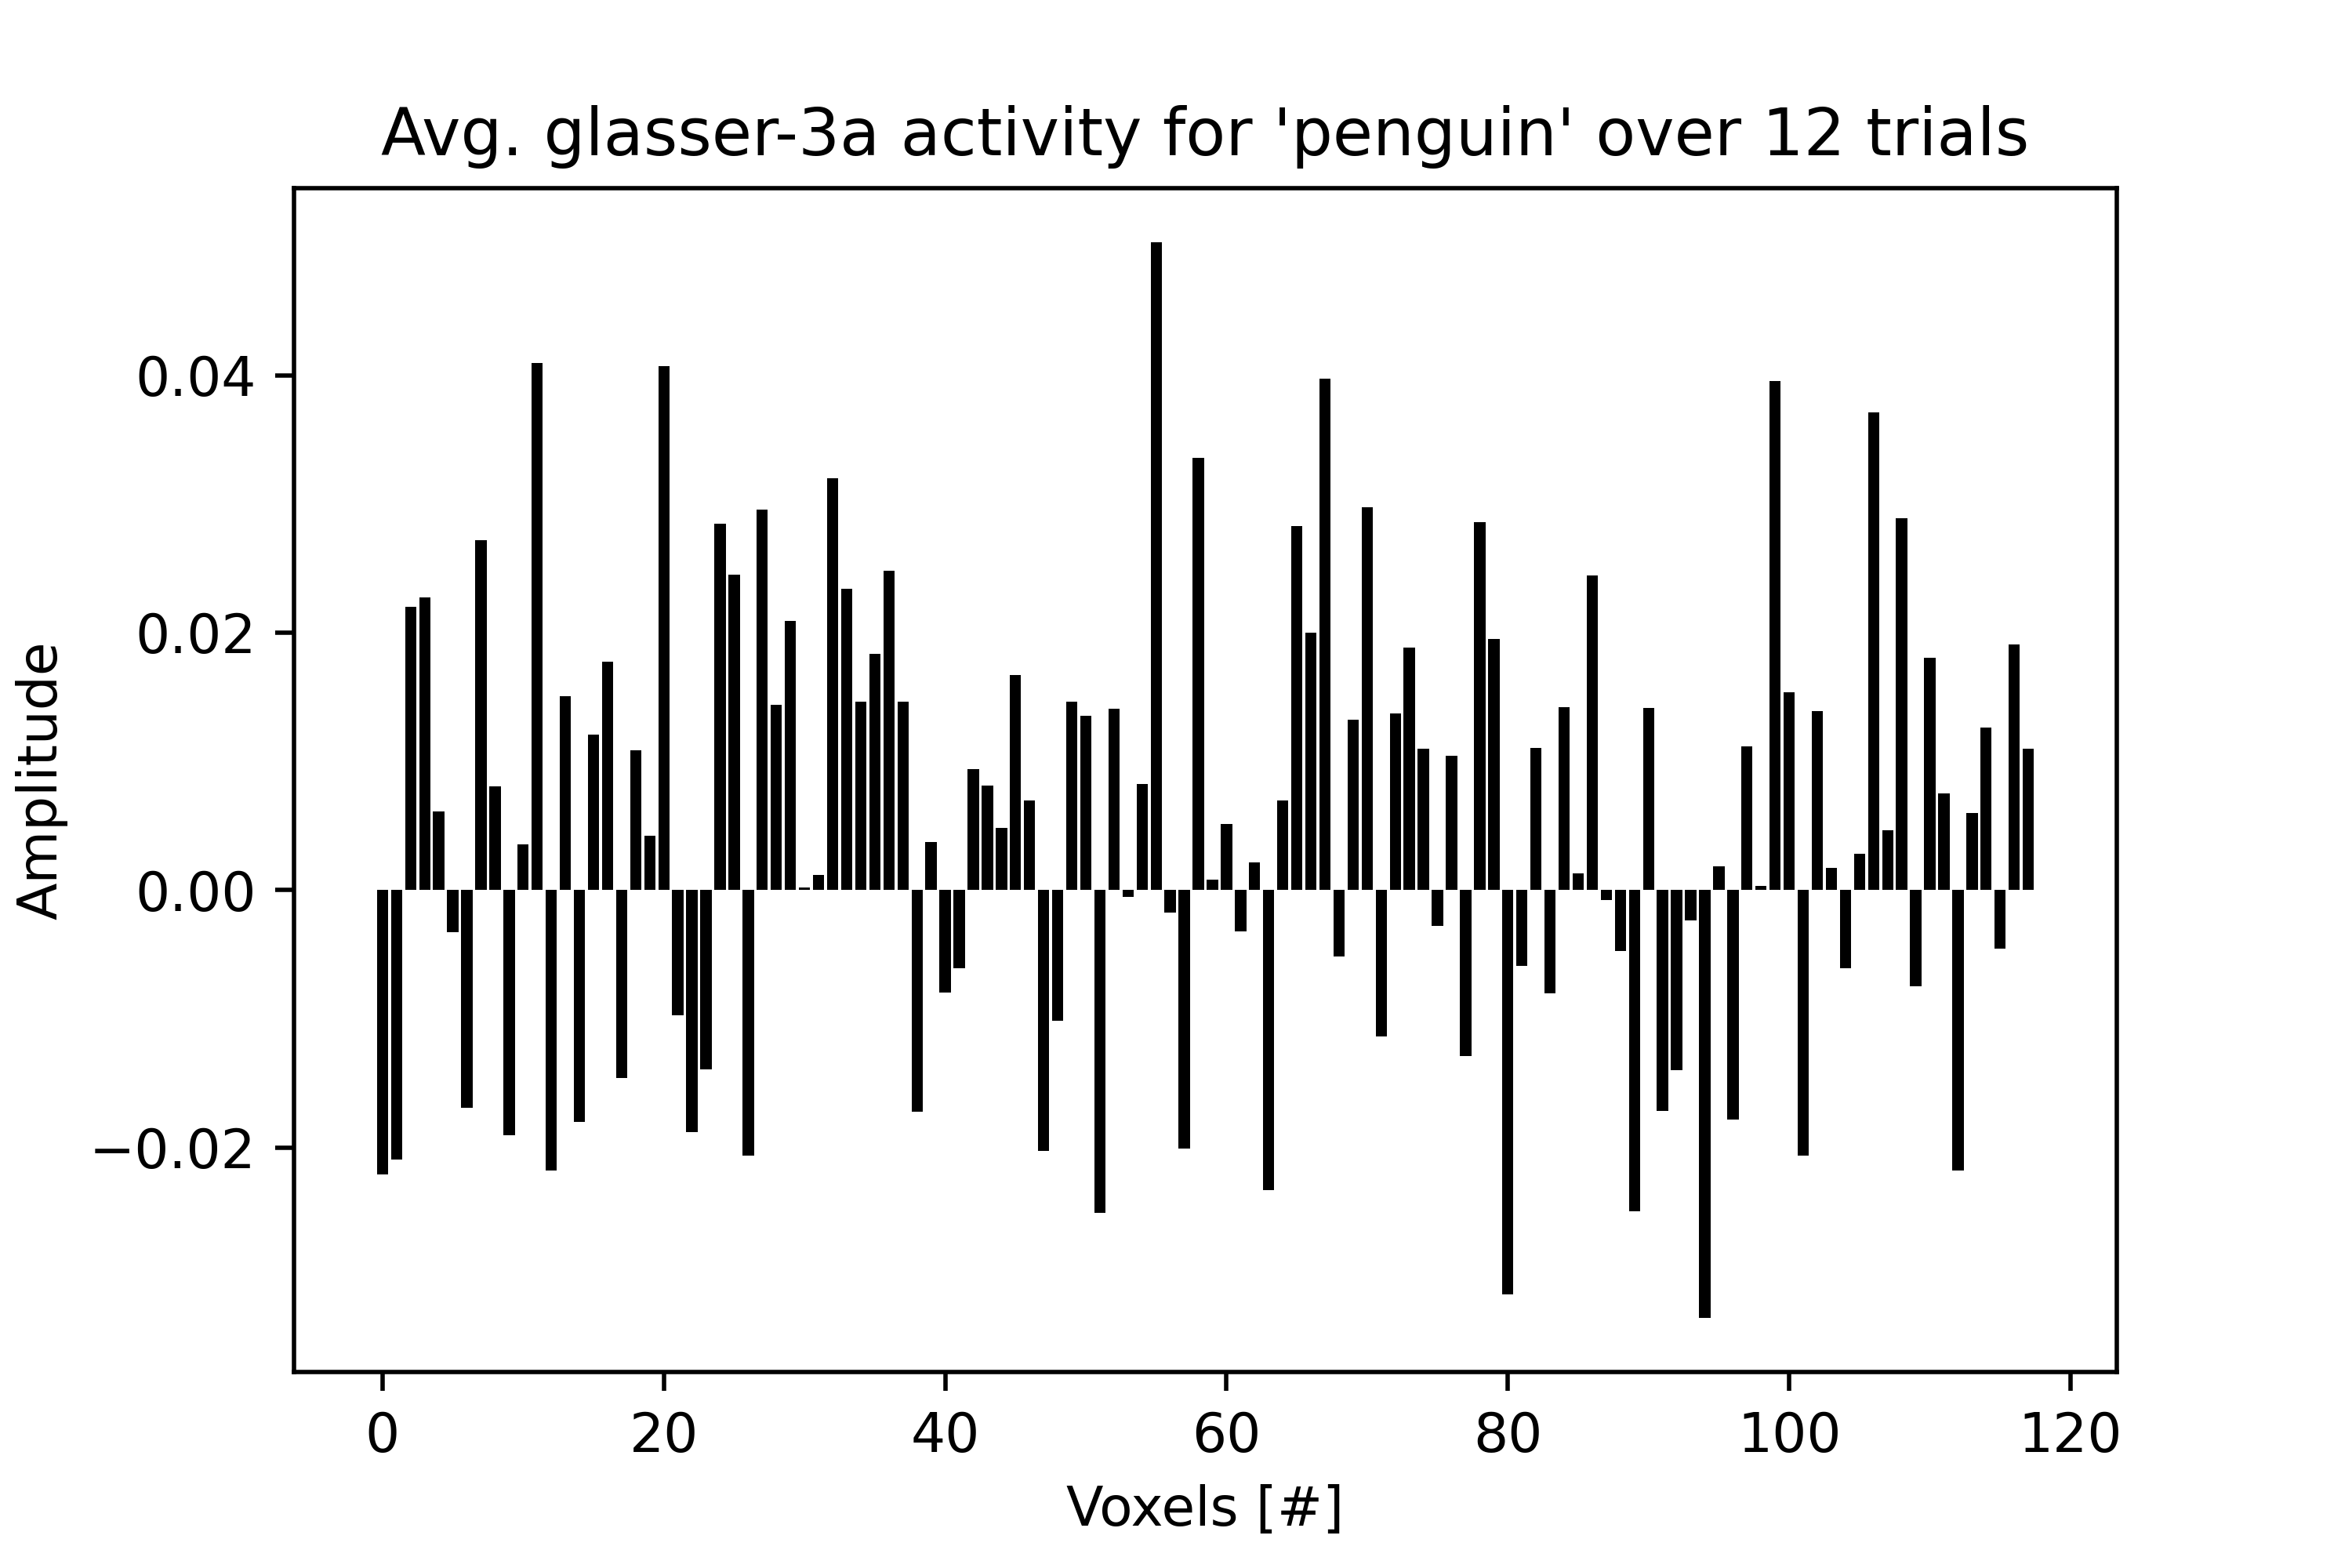 Avg. glasser-3a activity for 'penguin' over 12 trials
Amplitude
0.04
0.02
0.00
−0.02
0 20 40 60 80 100 120
Voxels [#]